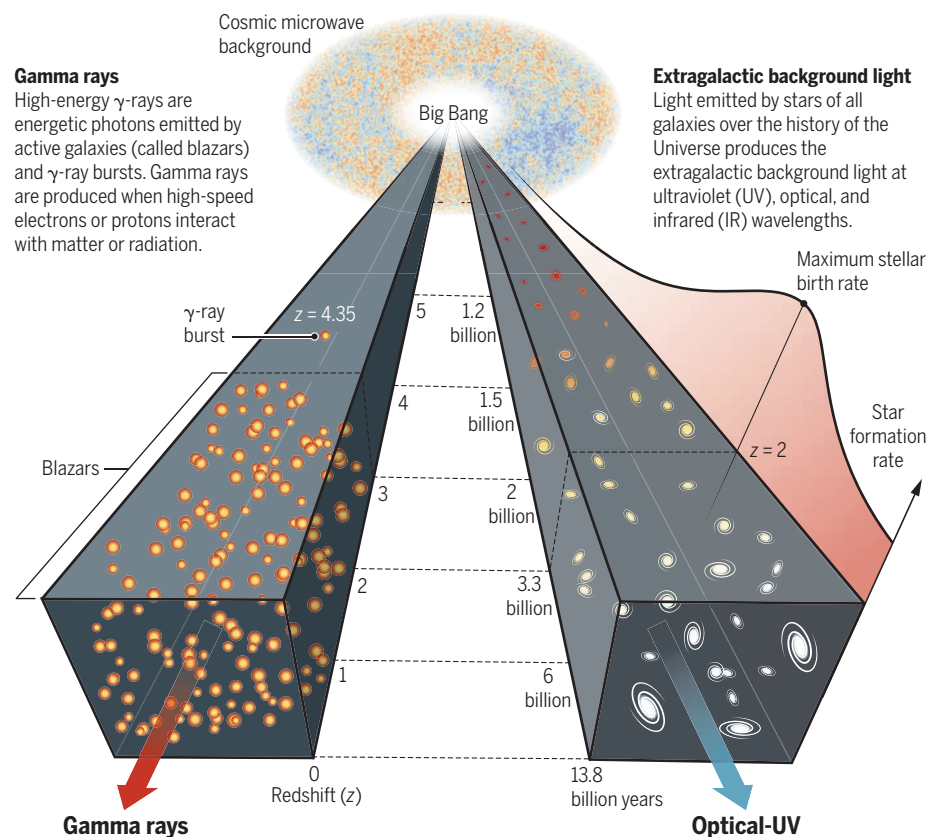 Cosmic microwave
background
Big Bang
Gamma rays
High-energy γ-rays are
energetic photons emitted by
active galaxies (called blazars)
and γ-ray bursts. Gamma rays
are produced when high-speed
electrons or protons interact
with matter or radiation.
Extragalactic background light
Light emitted by stars of all
galaxies over the history of the
Universe produces the
extragalactic background light at
ultraviolet (UV), optical, and
infrared (IR) wavelengths.
Maximum stellar
birth rate
γ-ray
burst
z = 4.35
5
1.2
billion
4
1.5
billion
Star
formation
rate
z = 2
Blazars
3
2
billion
2
3.3
billion
1
6
billion
0
Redshift (z)
13.8
billion years
Gamma rays
Optical-UV